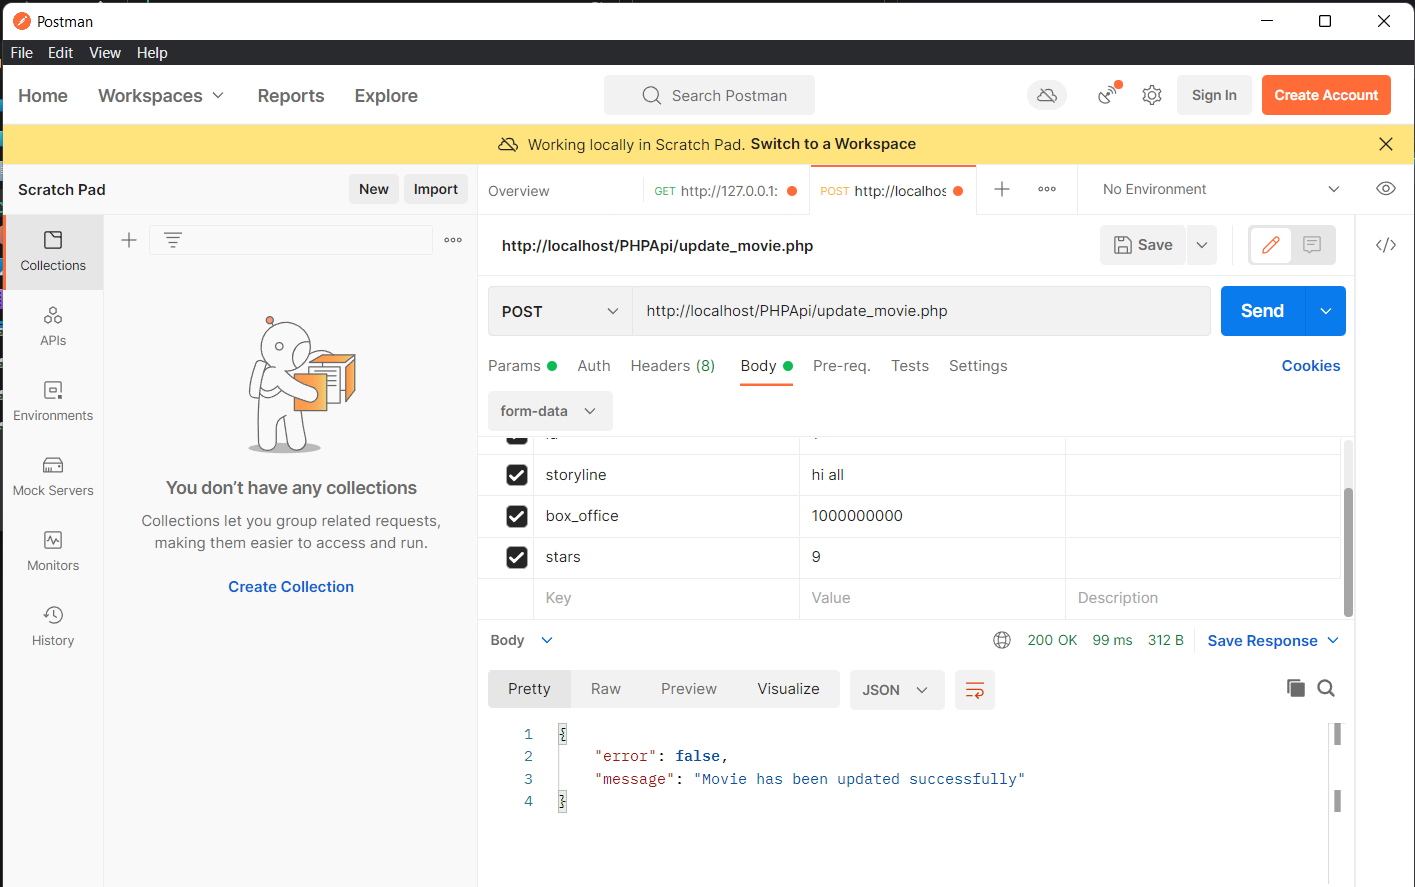 Postman
File Edit View Help
Home Workspaces Reports Explore Search Postman Sign In Create Account
Working locally in Scratch Pad. Switch to a Workspace
Scratch Pad New Import Overview GET http://127.0.0.1: POST http://localhos No Environment
Collections
APIs
Environments
Mock Servers
Monitors
History
You don't have any collections
Collections let you group related requests,
making them easier to access and run.
Create Collection
http://localhost/PHPApi/update_movie.php Save
POST http://localhost/PHPApi/update_movie.php Send
Params Auth Headers (8) Body Pre-req. Tests Settings Cookies
form-data
storyline hi all
box_office 1000000000
stars 9
Key Value Description
Body 200 OK 99 ms 312 B Save Response
Pretty Raw Preview Visualize JSON
1 {
2 "error": false,
3 "message": "Movie has been updated successfully"
4 }